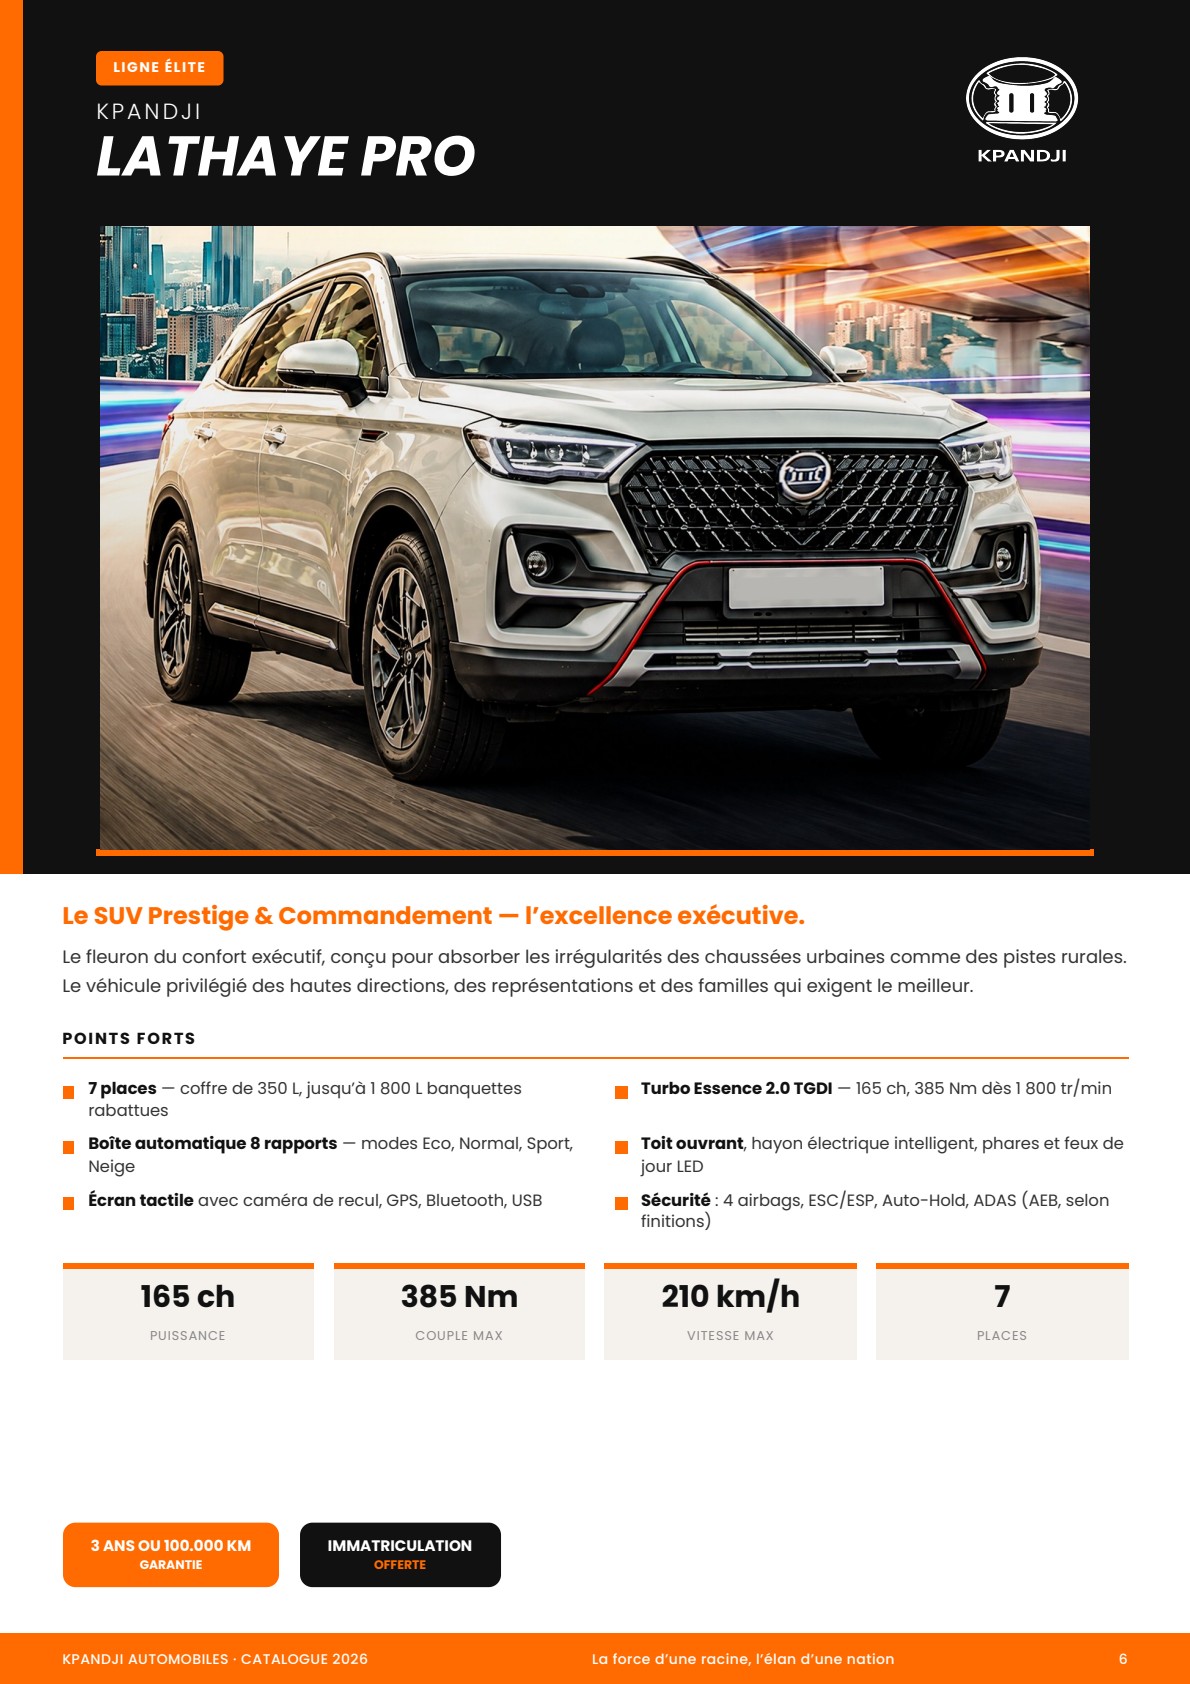 LIGNE ÉLITE
KPANDJI
LATHAYE PRO
KPANDJI
Le SUV Prestige & Commandement — l’excellence exécutive.
Le fleuron du confort exécutif, conçu pour absorber les irrégularités des chaussées urbaines comme des pistes rurales.
Le véhicule privilégié des hautes directions, des représentations et des familles qui exigent le meilleur.
POINTS FORTS
7 places — coffre de 350 L, jusqu’à 1 800 L banquettes
rabattues
Turbo Essence 2.0 TGDI — 165 ch, 385 Nm dès 1 800 tr/min
Boîte automatique 8 rapports — modes Eco, Normal, Sport,
Neige
Toit ouvrant, hayon électrique intelligent, phares et feux de
jour LED
Écran tactile avec caméra de recul, GPS, Bluetooth, USB
Sécurité : 4 airbags, ESC/ESP, Auto-Hold, ADAS (AEB, selon
finitions)
165 ch
PUISSANCE
385 Nm
COUPLE MAX
210 km/h
VITESSE MAX
7
PLACES
3 ANS OU 100.000 KM
GARANTIE
IMMATRICULATION
OFFERTE
KPANDJI AUTOMOBILES · CATALOGUE 2026
La force d’une racine, l’élan d’une nation
6